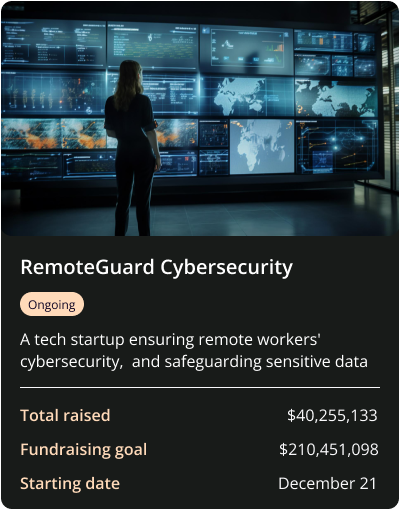 RemoteGuard Cybersecurity
Ongoing
A tech startup ensuring remote workers'
cybersecurity,  and safeguarding sensitive data
Total raised $40,255,133
Fundraising goal $210,451,098
Starting date December 21